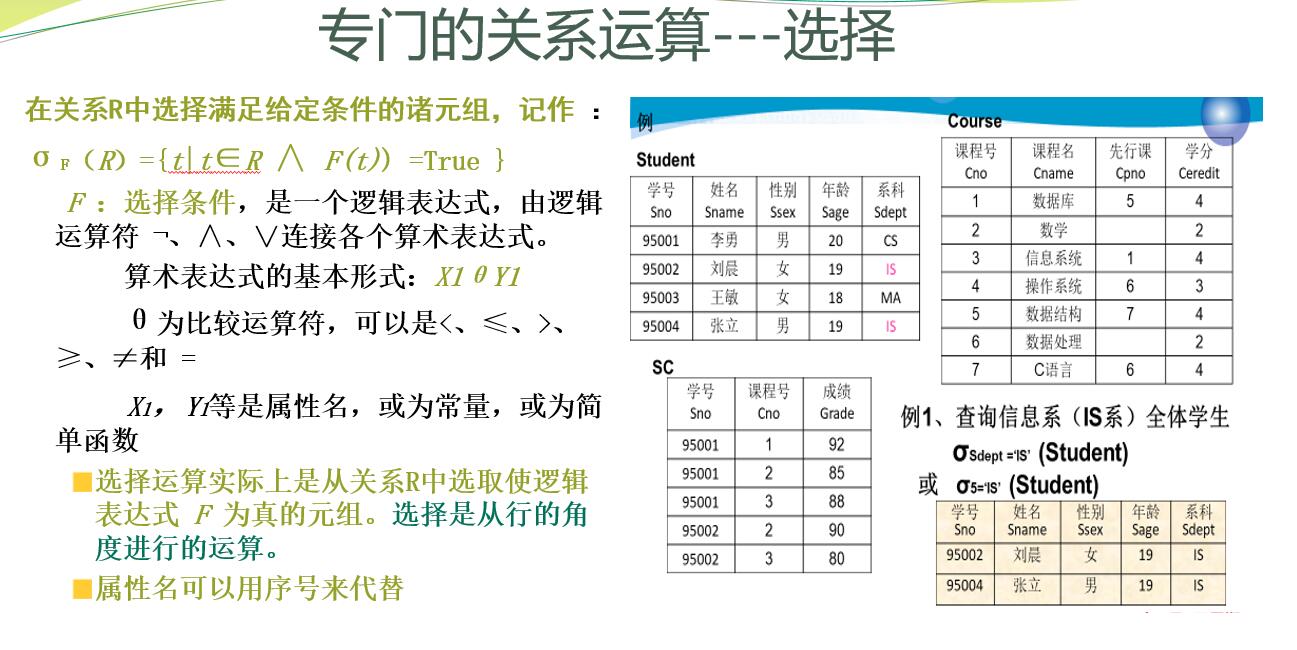 专门的关系运算---选择
在关系R中选择满足给定条件的诸元组，记作 ：
σ F（R）={t|t∈R ∧ F(t)) =True }
F ：选择条件，是一个逻辑表达式，由逻辑
运算符 ¬、∧、∨连接各个算术表达式。
算术表达式的基本形式：X1θY1
θ为比较运算符，可以是<、≤、>、
≥、≠和 =
X1，Y1等是属性名，或为常量，或为简
单函数
选择运算实际上是从关系R中选取使逻辑
表达式 F 为真的元组。选择是从行的角
度进行的运算。
属性名可以用序号来代替
例
Student
学号 姓名 性别 年龄 系科
Sno Sname Ssex Sage Sdept
95001 李勇 男 20 CS
95002 刘晨 女 19 IS
95003 王敏 女 18 MA
95004 张立 男 19 IS
SC
学号 课程号 成绩
Sno Cno Grade
95001 1 92
95001 2 85
95001 3 88
95002 2 90
95002 3 80
Course
课程号 课程名 先行课 学分
Cno Cname Cpno Ceredit
1 数据库 5 4
2 数学 2
3 信息系统 1 4
4 操作系统 6 3
5 数据结构 7 4
6 数据处理 2
7 C语言 6 4
例1、查询信息系（IS系）全体学生
σSdept ='IS' (Student)
或 σ5='IS' (Student)
学号 姓名 性别 年龄 系科
Sno Sname Ssex Sage Sdept
95002 刘晨 女 19 IS
95004 张立 男 19 IS